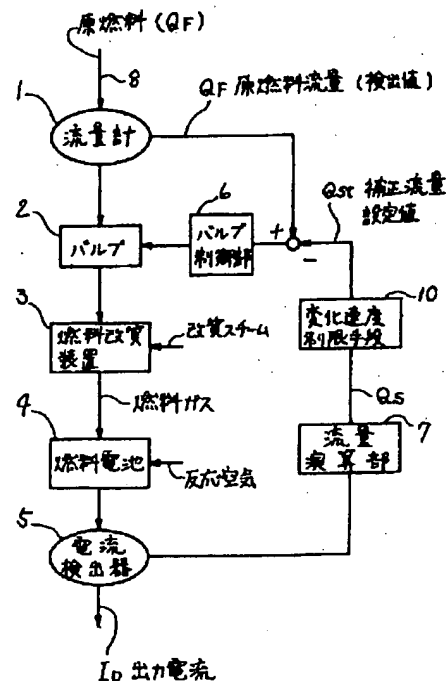 原燃料(QF)
8
1
流量計
QF 原燃料流量(検出値)
2
バルブ
6
バルブ
制御部
+
-
Qsc 補正流量
設定値
3
燃料改質
装置
改質スチーム
10
変化速度
制限手段
燃料ガス
Qs
4
燃料電池
反応空気
7
流量
演算部
5
電流
検出器
ID 出力電流